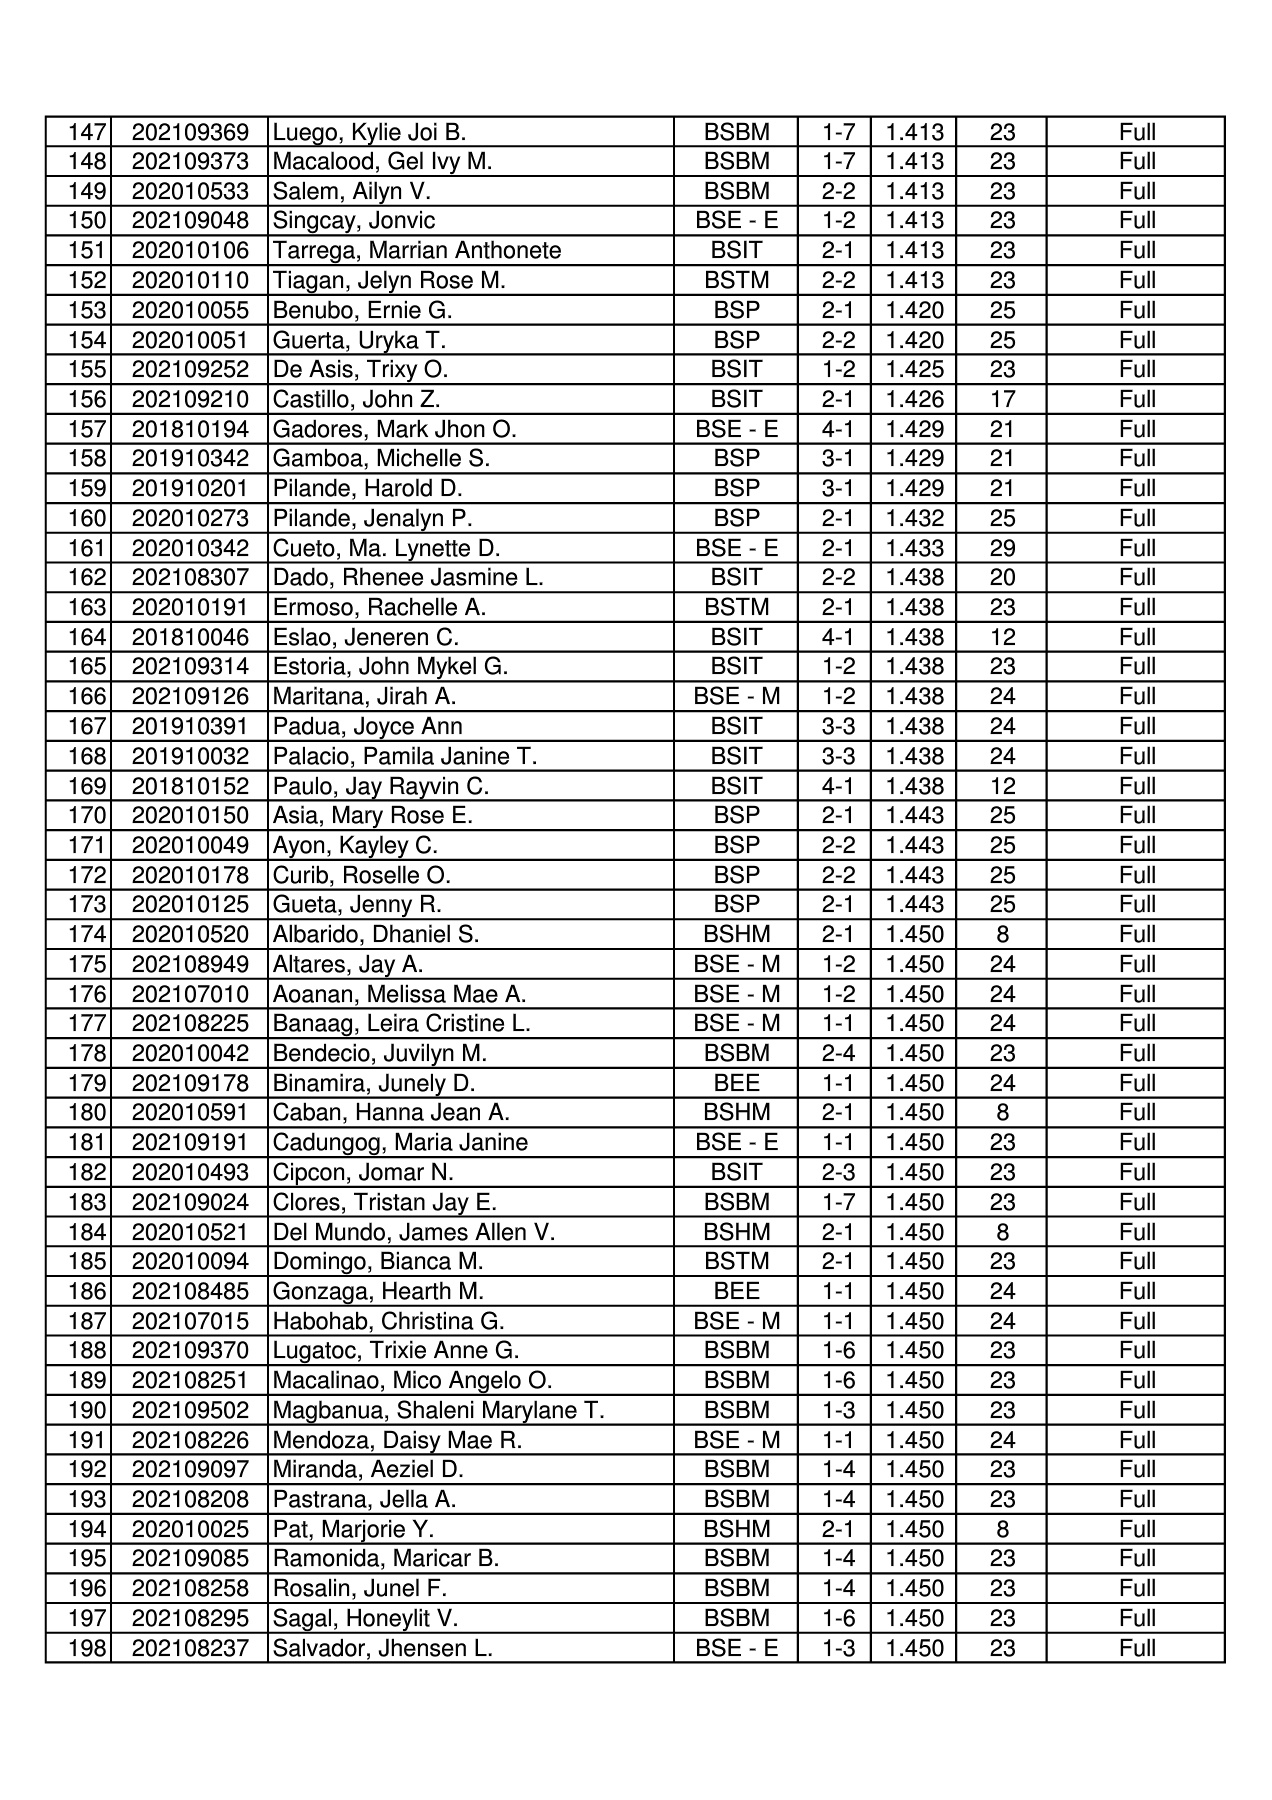 147 202109369 Luego, Kylie Joi B. BSBM 1-7 1.413 23 Full
148 202109373 Macalood, Gel Ivy M. BSBM 1-7 1.413 23 Full
149 202010533 Salem, Ailyn V. BSBM 2-2 1.413 23 Full
150 202109048 Singcay, Jonvic BSE - E 1-2 1.413 23 Full
151 202010106 Tarrega, Marrian Anthonete BSIT 2-1 1.413 23 Full
152 202010110 Tiagan, Jelyn Rose M. BSTM 2-2 1.413 23 Full
153 202010055 Benubo, Ernie G. BSP 2-1 1.420 25 Full
154 202010051 Guerta, Uryka T. BSP 2-2 1.420 25 Full
155 202109252 De Asis, Trixy O. BSIT 1-2 1.425 23 Full
156 202109210 Castillo, John Z. BSIT 2-1 1.426 17 Full
157 201810194 Gadores, Mark Jhon O. BSE - E 4-1 1.429 21 Full
158 201910342 Gamboa, Michelle S. BSP 3-1 1.429 21 Full
159 201910201 Pilande, Harold D. BSP 3-1 1.429 21 Full
160 202010273 Pilande, Jenalyn P. BSP 2-1 1.432 25 Full
161 202010342 Cueto, Ma. Lynette D. BSE - E 2-1 1.433 29 Full
162 202108307 Dado, Rhenee Jasmine L. BSIT 2-2 1.438 20 Full
163 202010191 Ermoso, Rachelle A. BSTM 2-1 1.438 23 Full
164 201810046 Eslao, Jeneren C. BSIT 4-1 1.438 12 Full
165 202109314 Estoria, John Mykel G. BSIT 1-2 1.438 23 Full
166 202109126 Maritana, Jirah A. BSE - M 1-2 1.438 24 Full
167 201910391 Padua, Joyce Ann BSIT 3-3 1.438 24 Full
168 201910032 Palacio, Pamila Janine T. BSIT 3-3 1.438 24 Full
169 201810152 Paulo, Jay Rayvin C. BSIT 4-1 1.438 12 Full
170 202010150 Asia, Mary Rose E. BSP 2-1 1.443 25 Full
171 202010049 Ayon, Kayley C. BSP 2-2 1.443 25 Full
172 202010178 Curib, Roselle O. BSP 2-2 1.443 25 Full
173 202010125 Gueta, Jenny R. BSP 2-1 1.443 25 Full
174 202010520 Albarido, Dhaniel S. BSHM 2-1 1.450 8 Full
175 202108949 Altares, Jay A. BSE - M 1-2 1.450 24 Full
176 202107010 Aoanan, Melissa Mae A. BSE - M 1-2 1.450 24 Full
177 202108225 Banaag, Leira Cristine L. BSE - M 1-1 1.450 24 Full
178 202010042 Bendecio, Juvilyn M. BSBM 2-4 1.450 23 Full
179 202109178 Binamira, Junely D. BEE 1-1 1.450 24 Full
180 202010591 Caban, Hanna Jean A. BSHM 2-1 1.450 8 Full
181 202109191 Cadungog, Maria Janine BSE - E 1-1 1.450 23 Full
182 202010493 Cipcon, Jomar N. BSIT 2-3 1.450 23 Full
183 202109024 Clores, Tristan Jay E. BSBM 1-7 1.450 23 Full
184 202010521 Del Mundo, James Allen V. BSHM 2-1 1.450 8 Full
185 202010094 Domingo, Bianca M. BSTM 2-1 1.450 23 Full
186 202108485 Gonzaga, Hearth M. BEE 1-1 1.450 24 Full
187 202107015 Habohab, Christina G. BSE - M 1-1 1.450 24 Full
188 202109370 Lugatoc, Trixie Anne G. BSBM 1-6 1.450 23 Full
189 202108251 Macalinao, Mico Angelo O. BSBM 1-6 1.450 23 Full
190 202109502 Magbanua, Shaleni Marylane T. BSBM 1-3 1.450 23 Full
191 202108226 Mendoza, Daisy Mae R. BSE - M 1-1 1.450 24 Full
192 202109097 Miranda, Aeziel D. BSBM 1-4 1.450 23 Full
193 202108208 Pastrana, Jella A. BSBM 1-4 1.450 23 Full
194 202010025 Pat, Marjorie Y. BSHM 2-1 1.450 8 Full
195 202109085 Ramonida, Maricar B. BSBM 1-4 1.450 23 Full
196 202108258 Rosalin, Junel F. BSBM 1-4 1.450 23 Full
197 202108295 Sagal, Honeylit V. BSBM 1-6 1.450 23 Full
198 202108237 Salvador, Jhensen L. BSE - E 1-3 1.450 23 Full